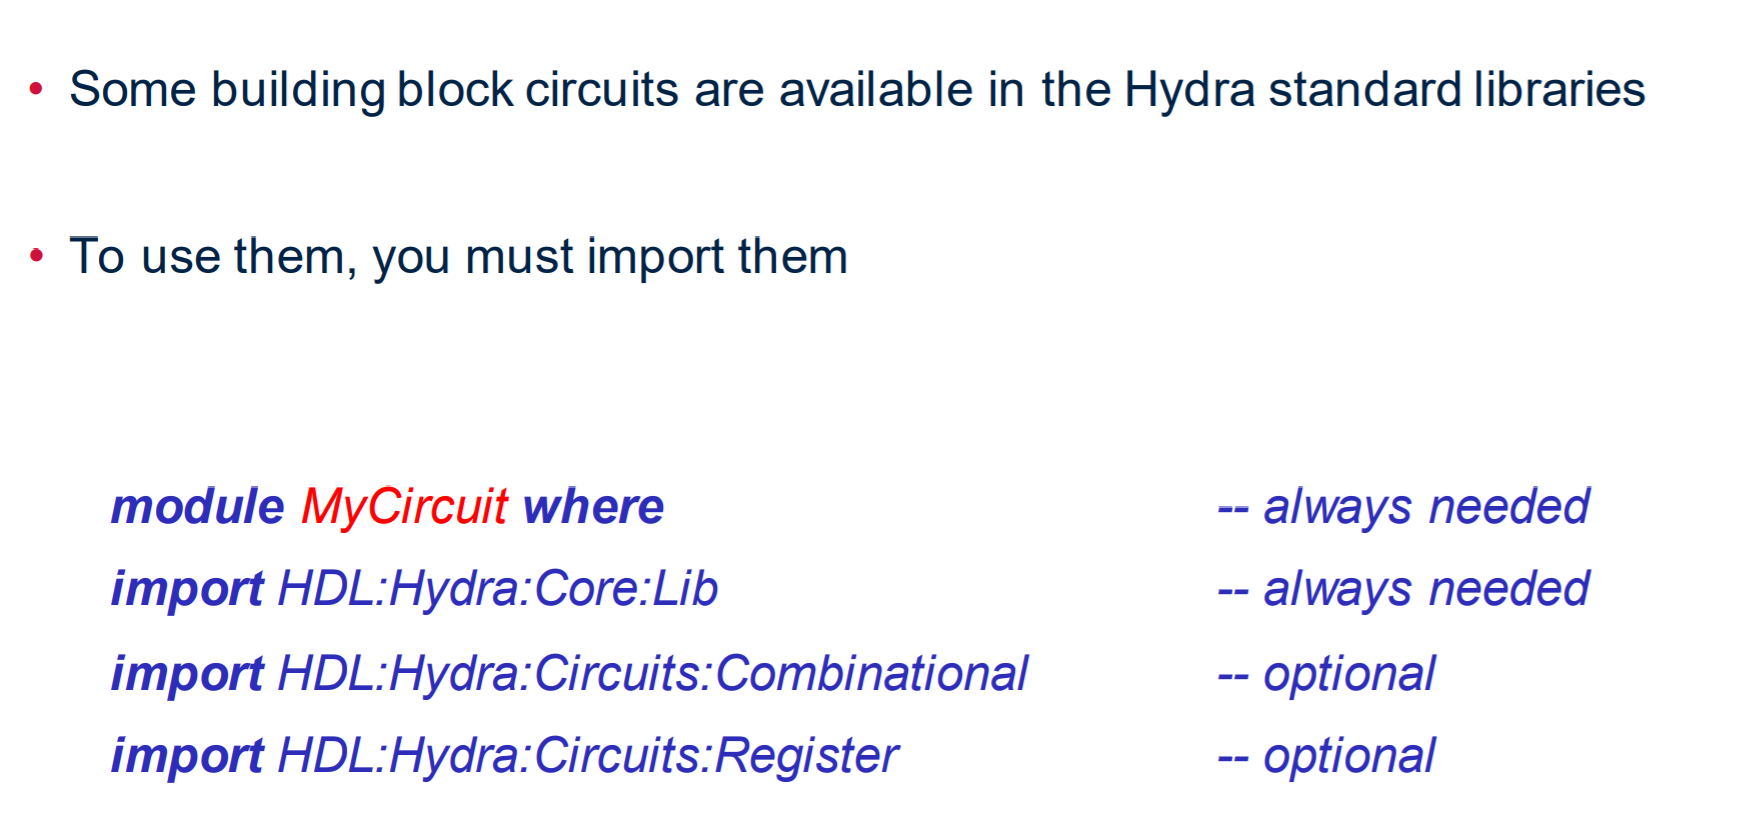 • Some building block circuits are available in the Hydra standard libraries
• To use them, you must import them
module MyCircuit where -- always needed
import HDL:Hydra:Core:Lib -- always needed
import HDL:Hydra:Circuits:Combinational -- optional
import HDL:Hydra:Circuits:Register -- optional